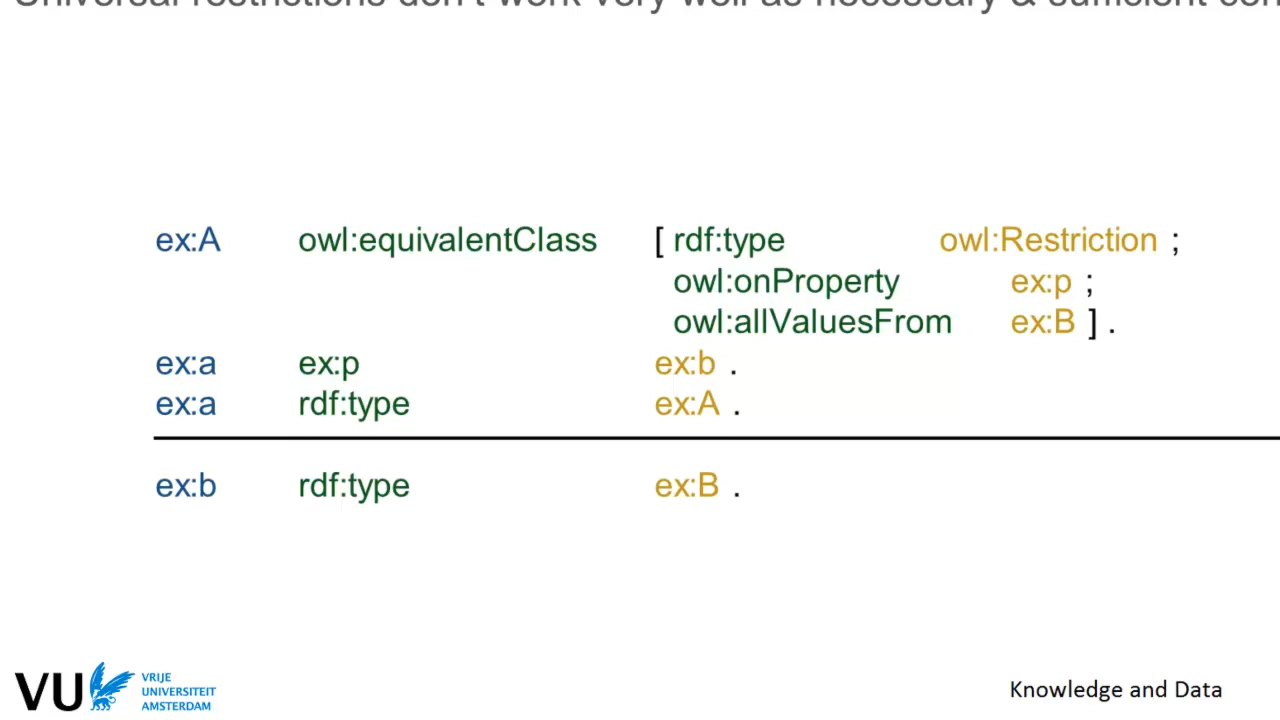 Universal restrictions don't work very well as necessary & sufficient con
ex:A owl:equivalentClass [ rdf:type owl:Restriction ;
owl:onProperty ex:p ;
owl:allValuesFrom ex:B ] .
ex:a ex:p ex:b .
ex:a rdf:type ex:A .
ex:b rdf:type ex:B .
VU VRIJE
UNIVERSITEIT
AMSTERDAM
Knowledge and Data